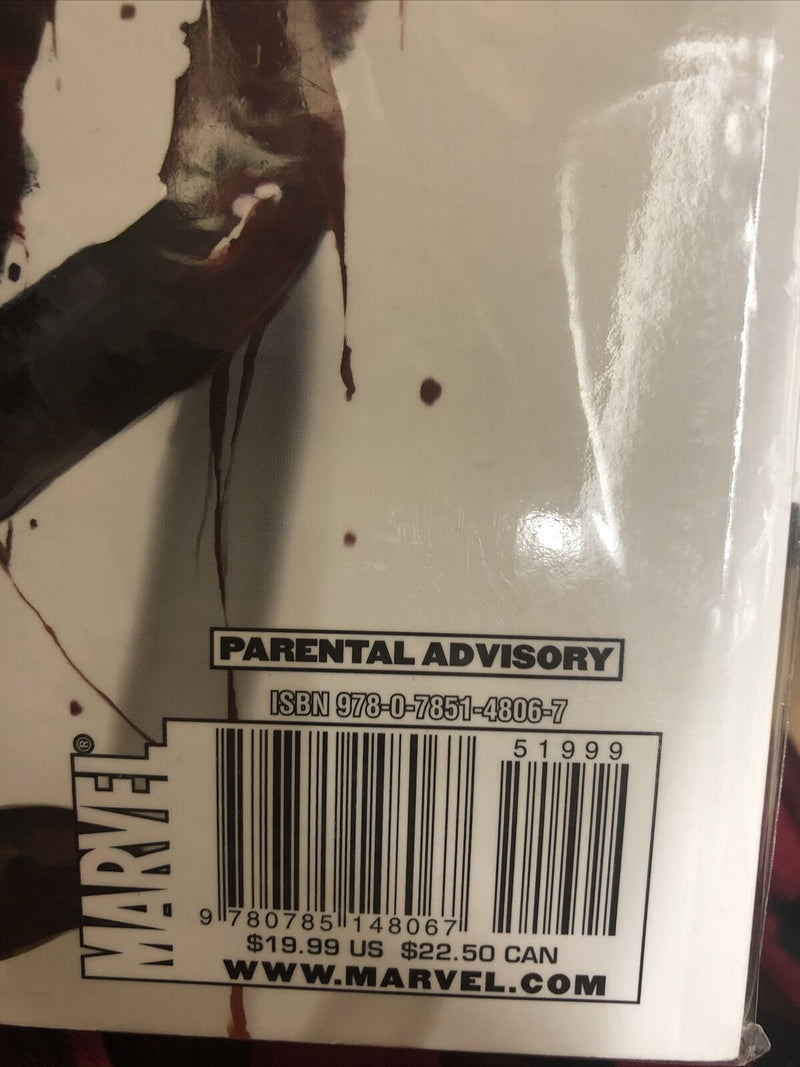 PARENTAL ADVISORY
ISBN 978-0-7851-4806-7
MARVEL®
51999
9 780785 148067
$19.99 US $22.50 CAN
WWW.MARVEL.COM